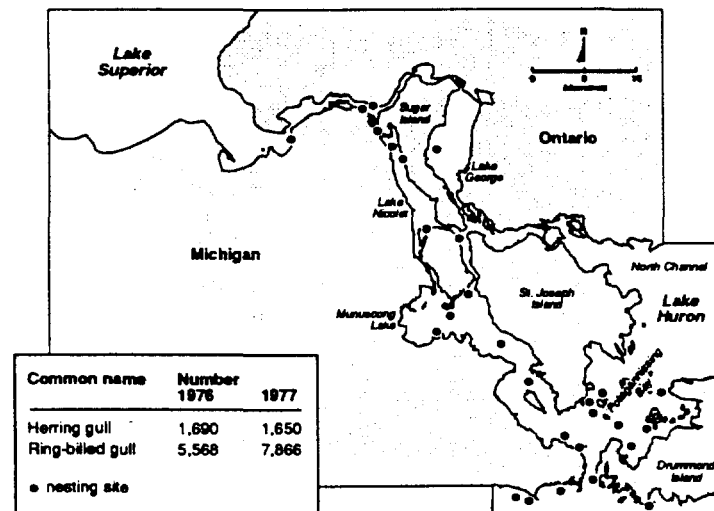 Lake
Superior
N
Sugar
Island
Ontario
Lake
George
Lake
Nicolet
Michigan
North Channel
St. Joseph
Island
Lake
Huron
Munuscong
Lake
Potagannissing
Bay
Drummond
Island
Common name Number
1976 1977
Herring gull 1,690 1,650
Ring-billed gull 5,568 7,866
● nesting site